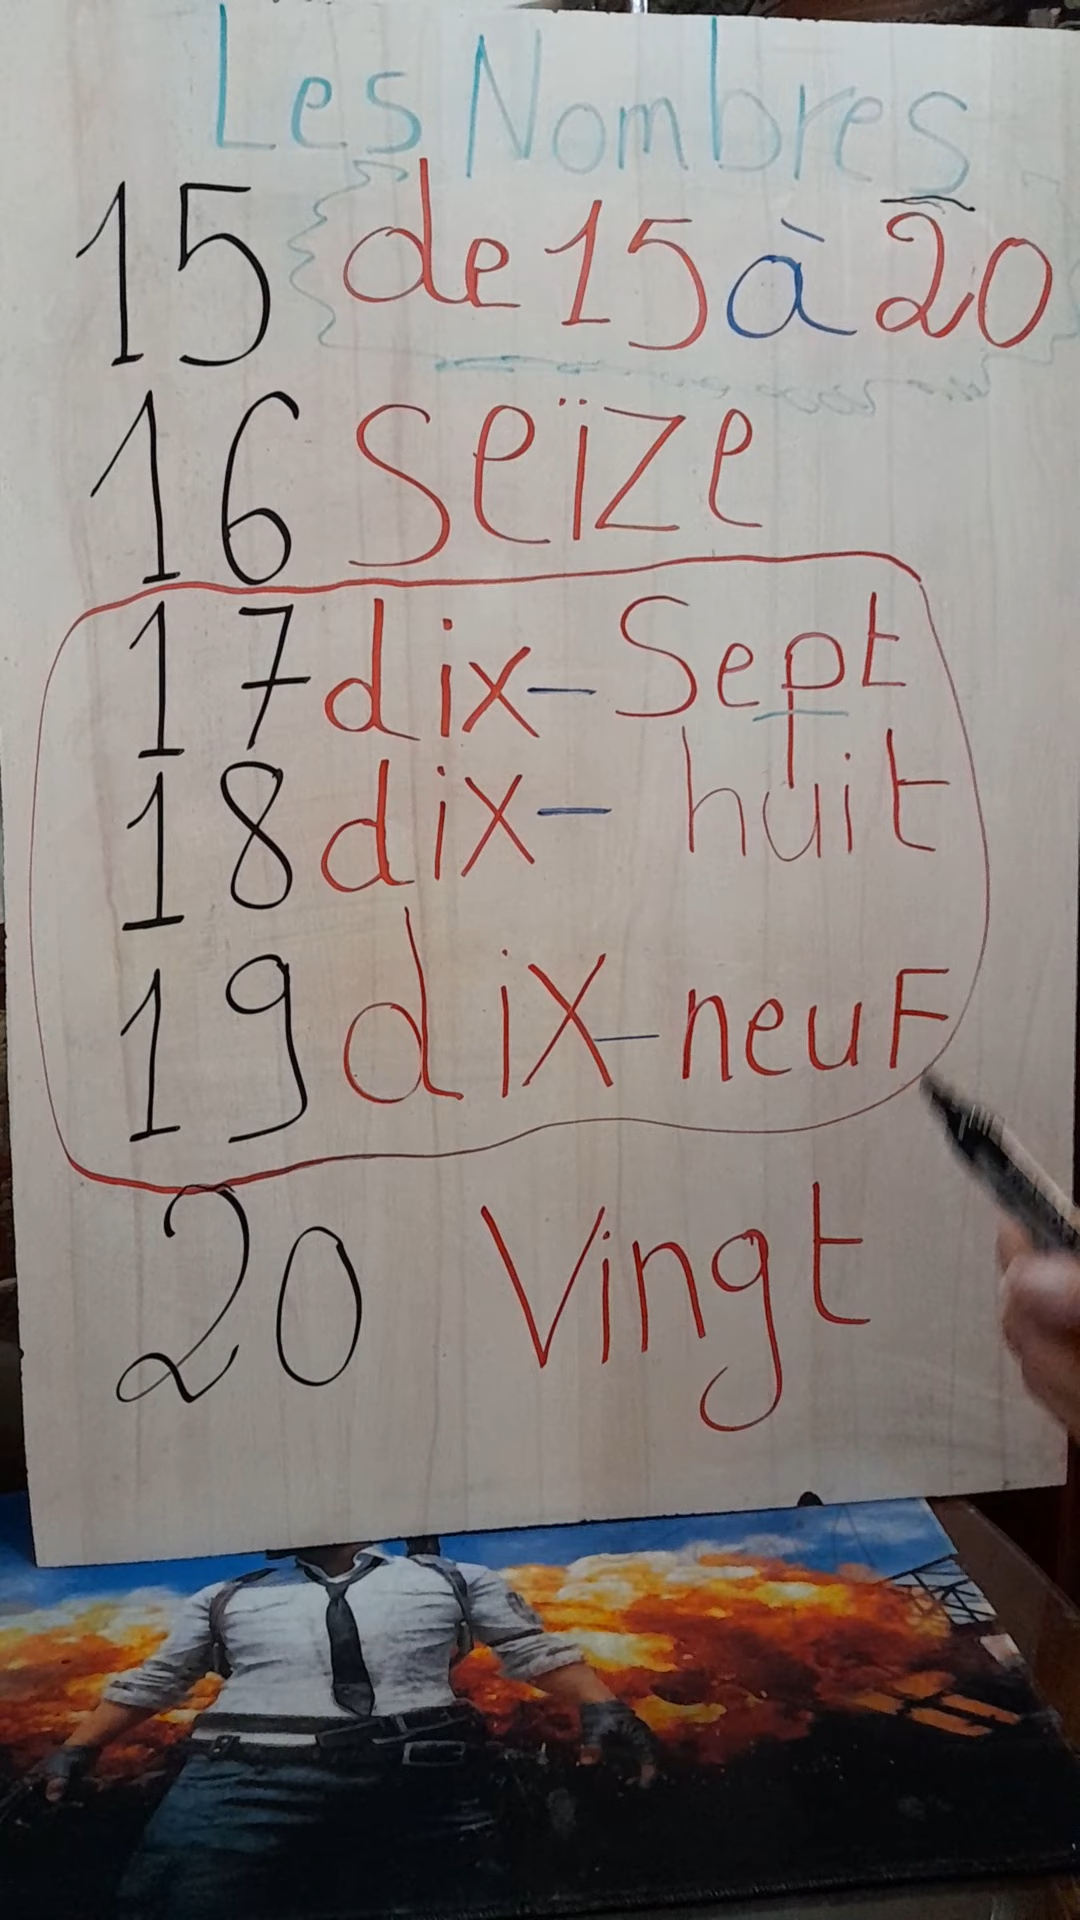 Les Nombres
15 de 15 à 20
16 seïze
17 dix-Sept
18 dix-huit
19 diX-neuF
20 Vingt